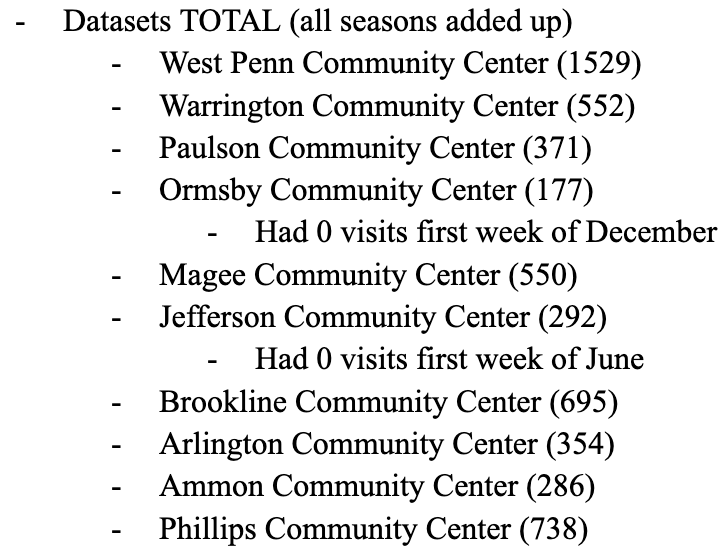 - Datasets TOTAL (all seasons added up)
- West Penn Community Center (1529)
- Warrington Community Center (552)
- Paulson Community Center (371)
- Ormsby Community Center (177)
- Had 0 visits first week of December
- Magee Community Center (550)
- Jefferson Community Center (292)
- Had 0 visits first week of June
- Brookline Community Center (695)
- Arlington Community Center (354)
- Ammon Community Center (286)
- Phillips Community Center (738)